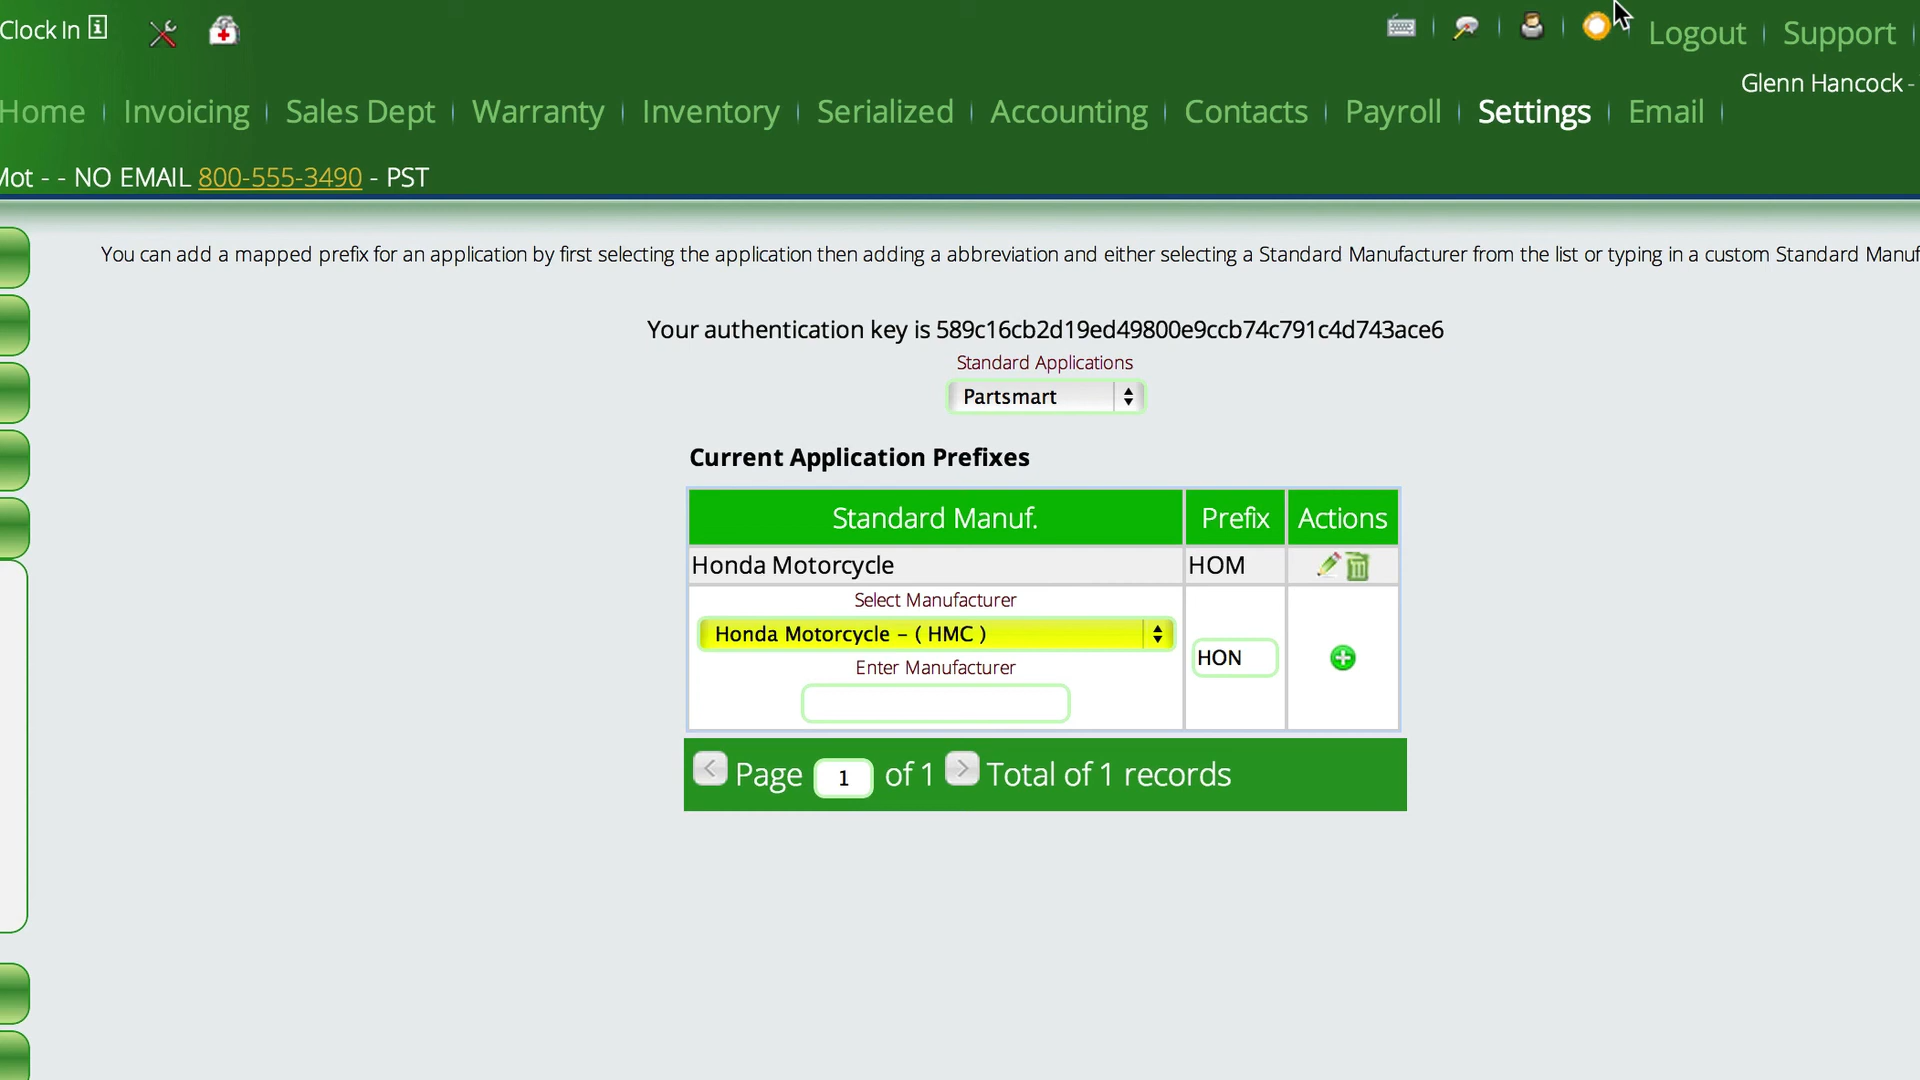 Clock In
Logout | Support
Glenn Hancock -
Home | Invoicing | Sales Dept | Warranty | Inventory | Serialized | Accounting | Contacts | Payroll | Settings | Email |
Mot - - NO EMAIL 800-555-3490 - PST
You can add a mapped prefix for an application by first selecting the application then adding a abbreviation and either selecting a Standard Manufacturer from the list or typing in a custom Standard Manuf
Your authentication key is 589c16cb2d19ed49800e9ccb74c791c4d743ace6
Standard Applications
Partsmart
Current Application Prefixes
Standard Manuf. Prefix Actions
Honda Motorcycle HOM
Select Manufacturer
Honda Motorcycle - ( HMC )
HON
Enter Manufacturer
Page 1 of 1 Total of 1 records